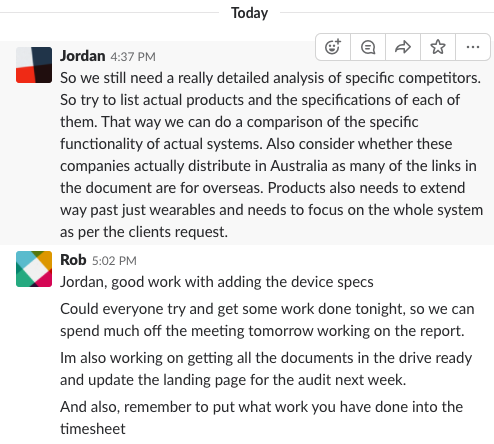 Today
Jordan 4:37 PM
So we still need a really detailed analysis of specific competitors.
So try to list actual products and the specifications of each of
them. That way we can do a comparison of the specific
functionality of actual systems. Also consider whether these
companies actually distribute in Australia as many of the links in
the document are for overseas. Products also needs to extend
way past just wearables and needs to focus on the whole system
as per the clients request.
Rob 5:02 PM
Jordan, good work with adding the device specs
Could everyone try and get some work done tonight, so we can
spend much off the meeting tomorrow working on the report.
Im also working on getting all the documents in the drive ready
and update the landing page for the audit next week.
And also, remember to put what work you have done into the
timesheet